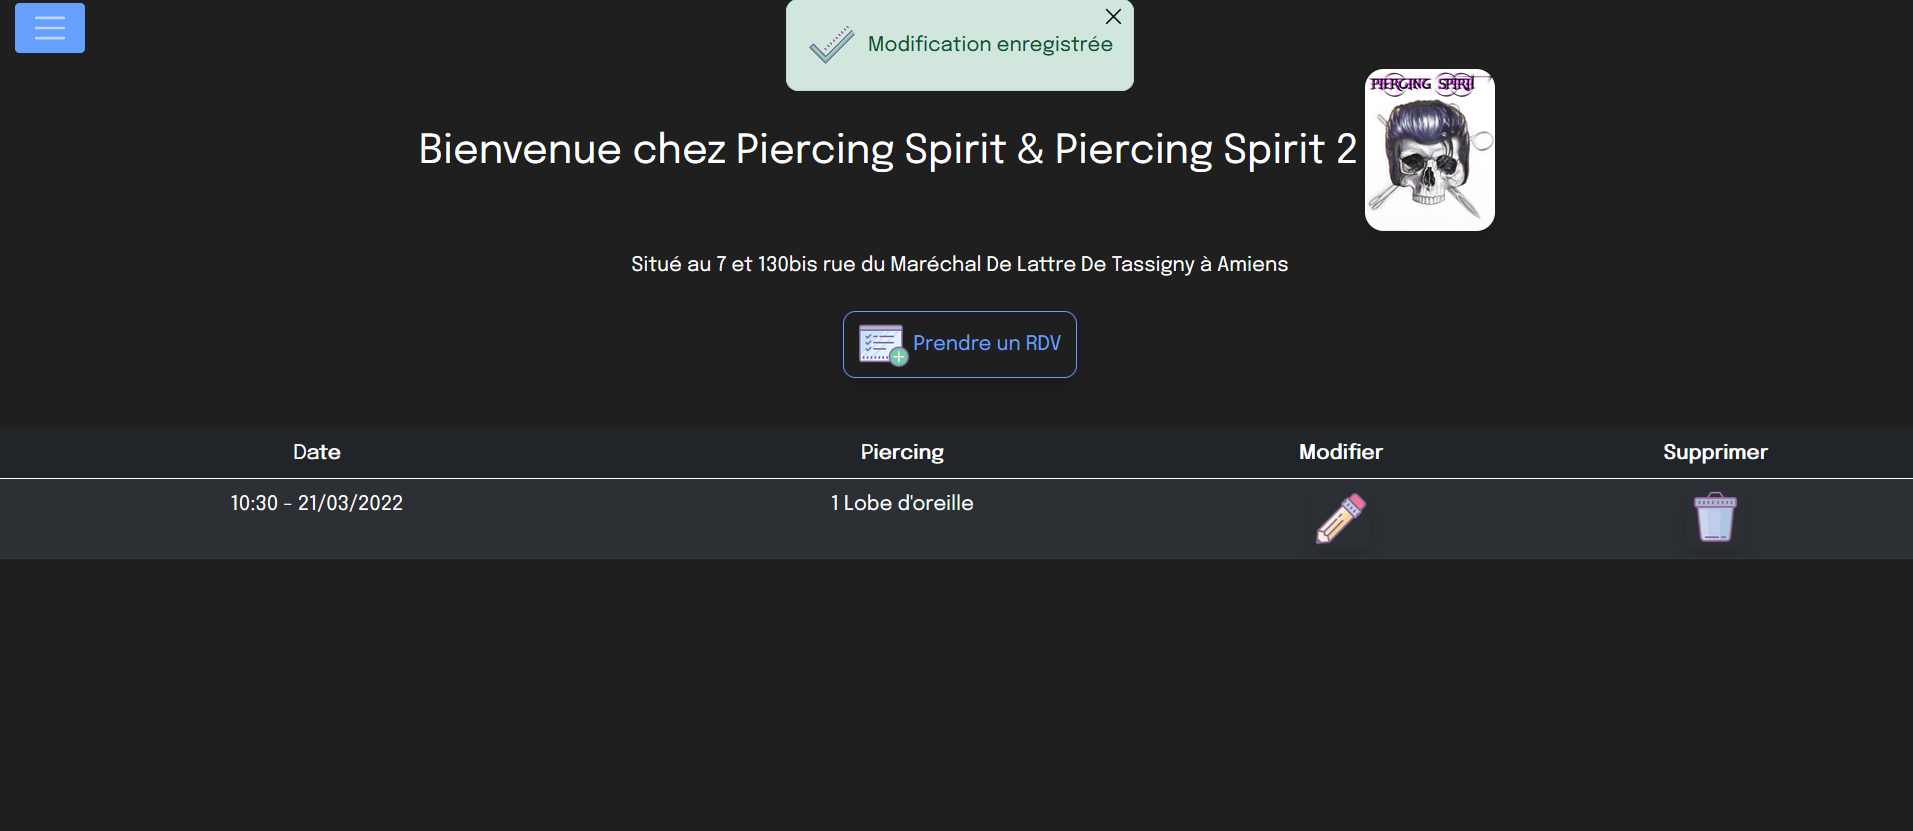 Modification enregistrée
PIERCING SPIRIT
Bienvenue chez Piercing Spirit & Piercing Spirit 2
Situé au 7 et 130bis rue du Maréchal De Lattre De Tassigny à Amiens
Prendre un RDV
Date Piercing Modifier Supprimer
10:30 - 21/03/2022 1 Lobe d'oreille